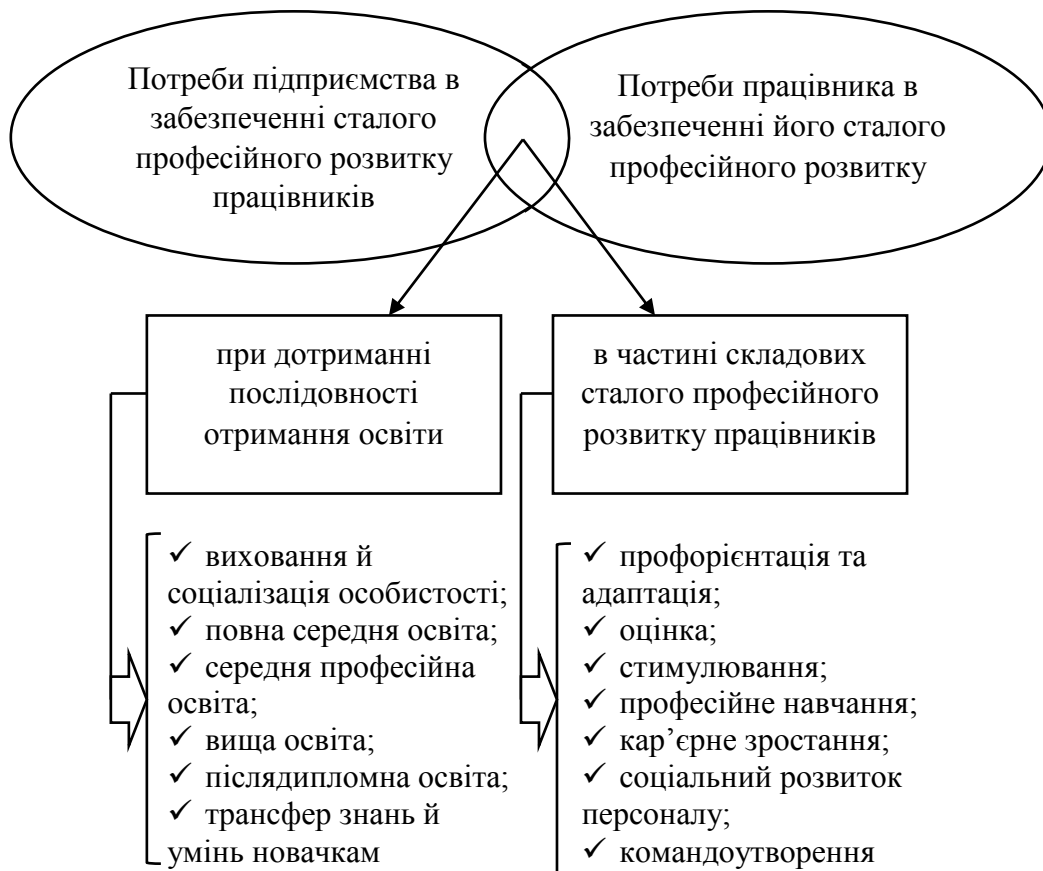 Потреби підприємства в
забезпеченні сталого
професійного розвитку
працівників
Потреби працівника в
забезпеченні його сталого
професійного розвитку
при дотриманні
послідовності
отримання освіти
в частині складових
сталого професійного
розвитку працівників
✓ виховання й
соціалізація особистості;
✓ повна середня освіта;
✓ середня професійна
освіта;
✓ вища освіта;
✓ післядипломна освіта;
✓ трансфер знань й
умінь новачкам
✓ профорієнтація та
адаптація;
✓ оцінка;
✓ стимулювання;
✓ професійне навчання;
✓ кар’єрне зростання;
✓ соціальний розвиток
персоналу;
✓ командоутворення